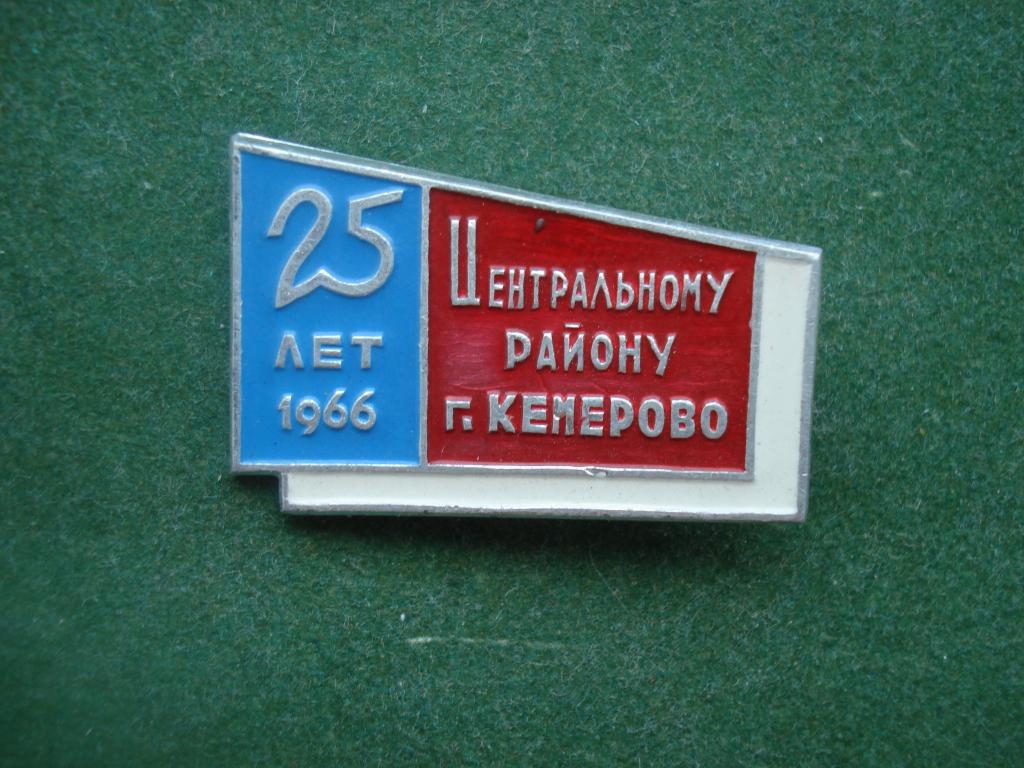 25
ЛЕТ
1966
ЦЕНТРАЛЬНОМУ
РАЙОНУ
г. КЕМЕРОВО